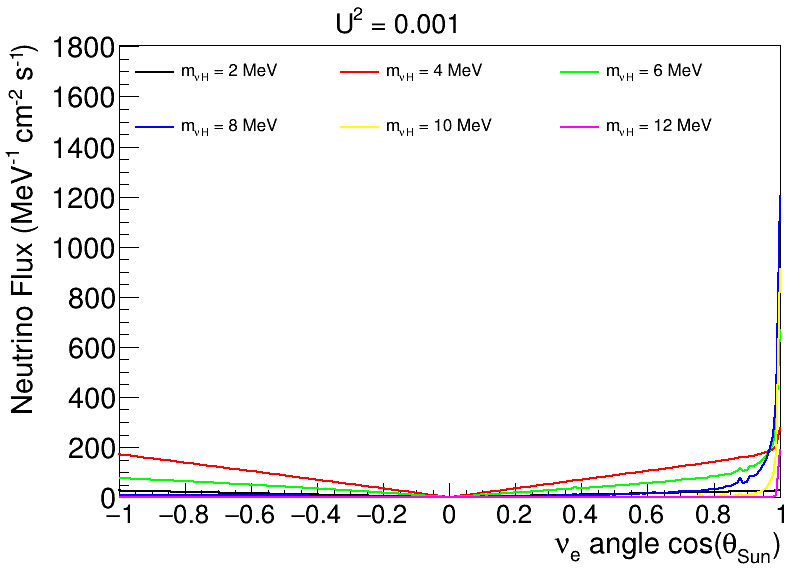 U² = 0.001
Neutrino Flux (MeV⁻¹ cm⁻² s⁻¹)
1800
1600
1400
1200
1000
800
600
400
200
0
m_νH = 2 MeV m_νH = 4 MeV m_νH = 6 MeV
m_νH = 8 MeV m_νH = 10 MeV m_νH = 12 MeV
−1 −0.8 −0.6 −0.4 −0.2 0 0.2 0.4 0.6 0.8 1
ν_e angle cos(θ_Sun)